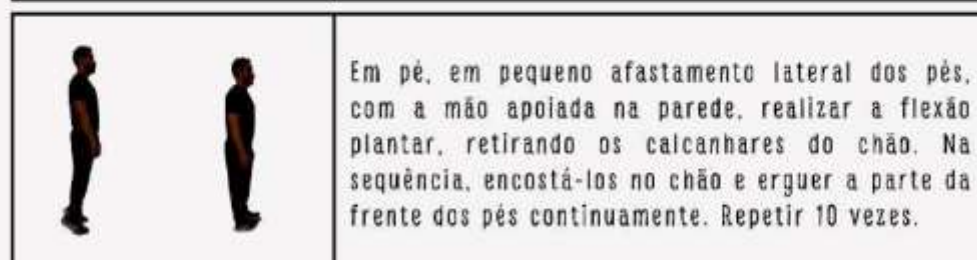 Em pé, em pequeno afastamento lateral dos pés,
com a mão apoiada na parede, realizar a flexão
plantar, retirando os calcanhares do chão. Na
sequência, encostá-los no chão e erguer a parte da
frente dos pés continuamente. Repetir 10 vezes.